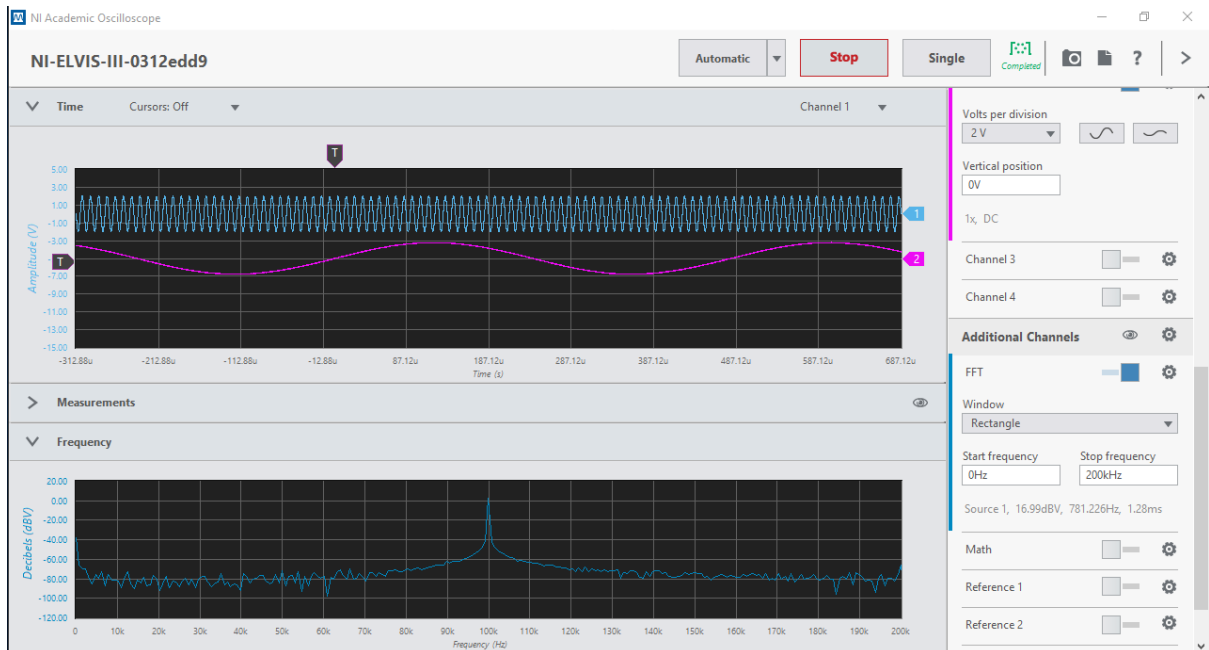 NI Academic Oscilloscope
NI-ELVIS-III-0312edd9
Automatic
Stop
Single
Completed
?
Time
Cursors: Off
Channel 1
T
5.00
3.00
1.00
-1.00
-3.00
-7.00
-9.00
-11.00
-13.00
-15.00
Amplitude (V)
T
1
2
-312.88u
-212.88u
-112.88u
-12.88u
87.12u
187.12u
287.12u
387.12u
487.12u
587.12u
687.12u
Time (s)
Measurements
Frequency
20.00
0.00
-20.00
-40.00
-60.00
-80.00
-100.00
-120.00
Decibels (dBV)
0
10k
20k
30k
40k
50k
60k
70k
80k
90k
100k
110k
120k
130k
140k
150k
160k
170k
180k
190k
200k
Frequency (Hz)
Volts per division
2 V
Vertical position
0V
1x, DC
Channel 3
Channel 4
Additional Channels
FFT
Window
Rectangle
Start frequency
Stop frequency
0Hz
200kHz
Source 1, 16.99dBV, 781.226Hz, 1.28ms
Math
Reference 1
Reference 2